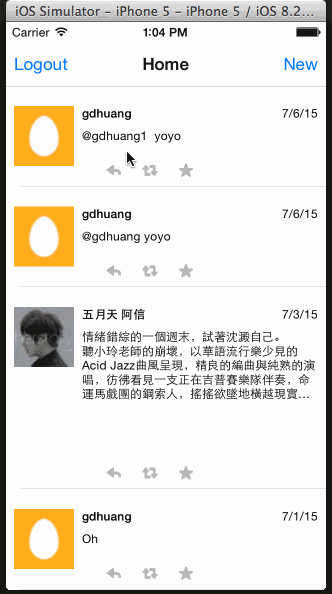 iOS Simulator - iPhone 5 - iPhone 5 / iOS 8.2...
Carrier 1:04 PM
Logout Home New
gdhuang 7/6/15
@gdhuang1 yoyo
gdhuang 7/6/15
@gdhuang yoyo
五月天 阿信 7/3/15
情緒錯綜的一個週末，試著沈澱自己。
聽小玲老師的崩壞，以華語流行樂少見的
Acid Jazz曲風呈現，精良的編曲與純熟的演
唱，彷彿看見一支正在吉普賽樂隊伴奏，命
運馬戲團的鋼索人，搖搖欲墜地橫越現實...
gdhuang 7/1/15
Oh